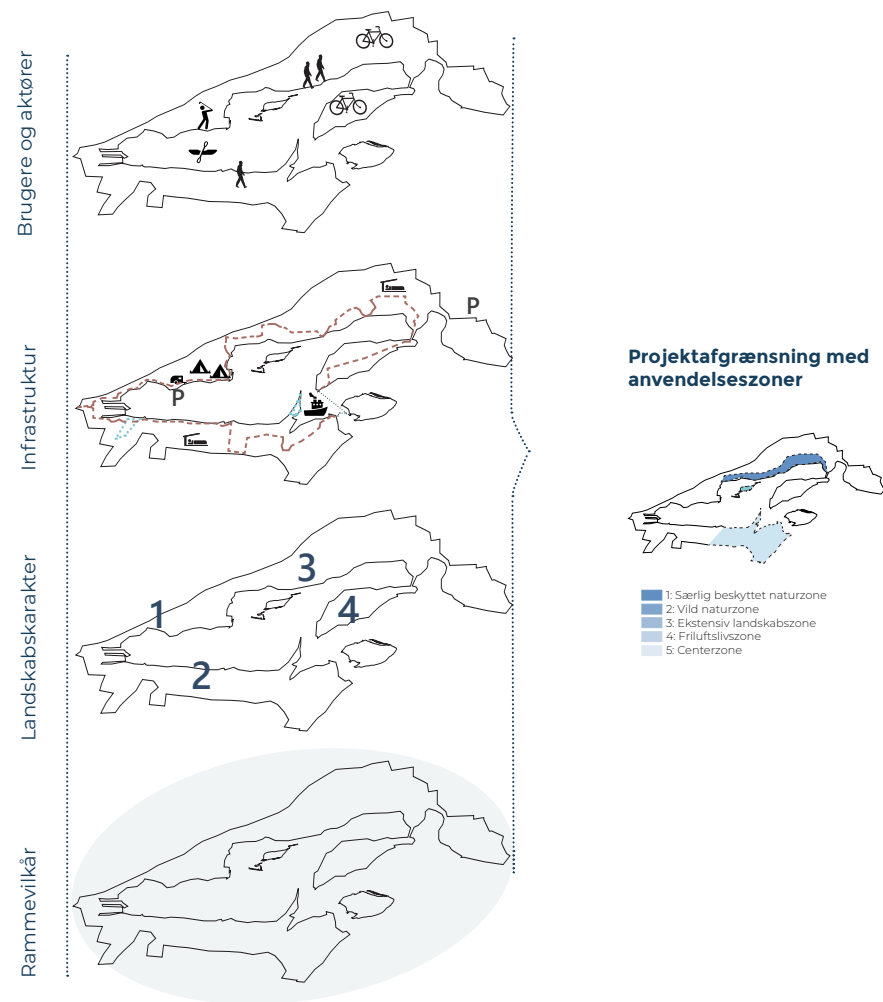 Brugere og aktører
Infrastruktur
P
P
Landskabskarakter
1
2
3
4
Rammevilkår
Projektafgrænsning med
anvendelseszoner
1: Særlig beskyttet naturzone
2: Vild naturzone
3: Ekstensiv landskabszone
4: Friluftslivszone
5: Centerzone